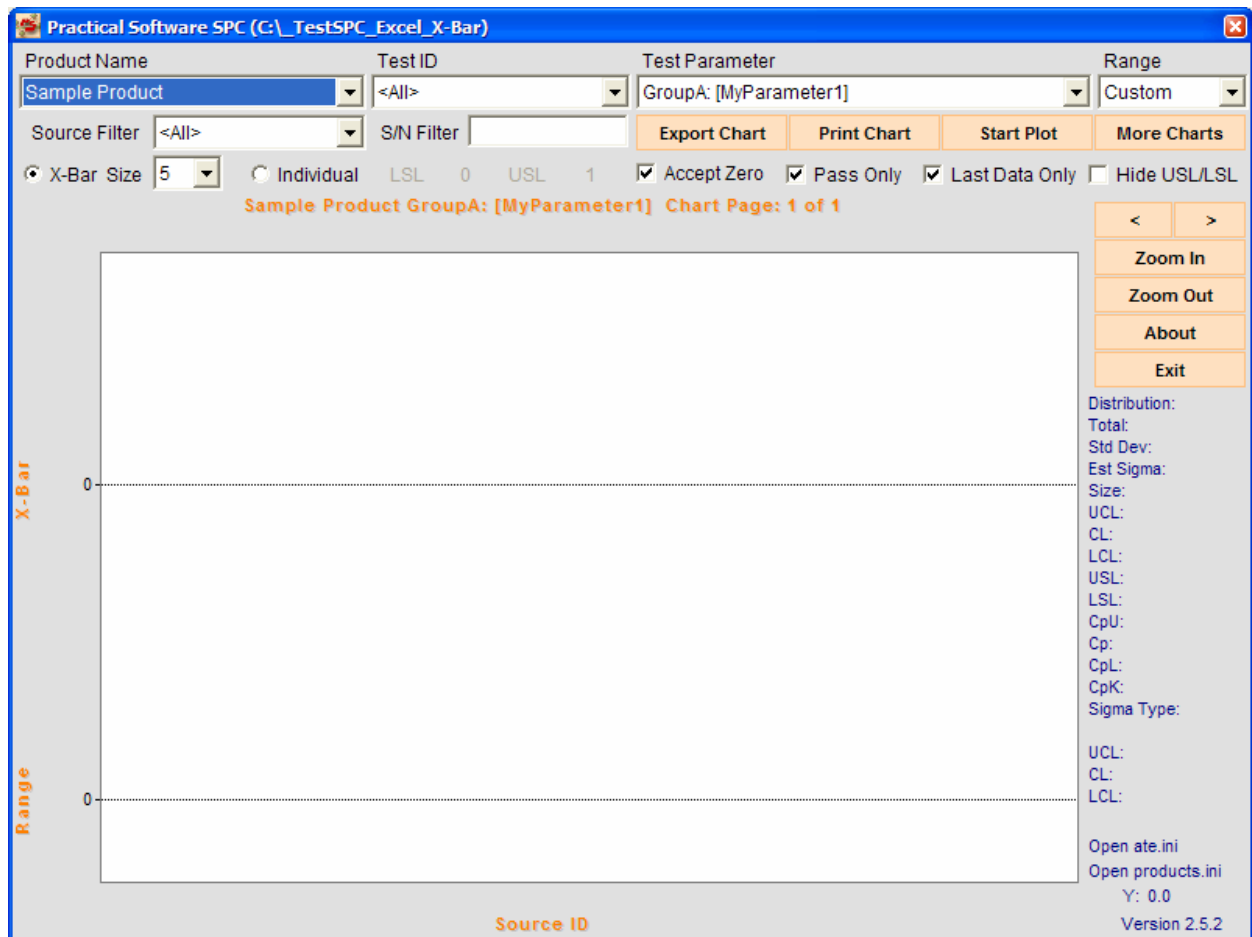 Practical Software SPC (C:\_TestSPC_Excel_X-Bar)
Product Name Test ID Test Parameter Range
Sample Product <All> GroupA: [MyParameter1] Custom
Source Filter <All> S/N Filter Export Chart Print Chart Start Plot More Charts
X-Bar Size 5 Individual LSL 0 USL 1 Accept Zero Pass Only Last Data Only Hide USL/LSL
Sample Product GroupA: [MyParameter1] Chart Page: 1 of 1
< >
Zoom In
Zoom Out
About
Exit
Distribution:
Total:
Std Dev:
Est Sigma:
Size:
UCL:
CL:
LCL:
USL:
LSL:
CpU:
Cp:
CpL:
CpK:
Sigma Type:
UCL:
CL:
LCL:
Open ate.ini
Open products.ini
Y: 0.0
Version 2.5.2
X-Bar
0
Range
0
Source ID